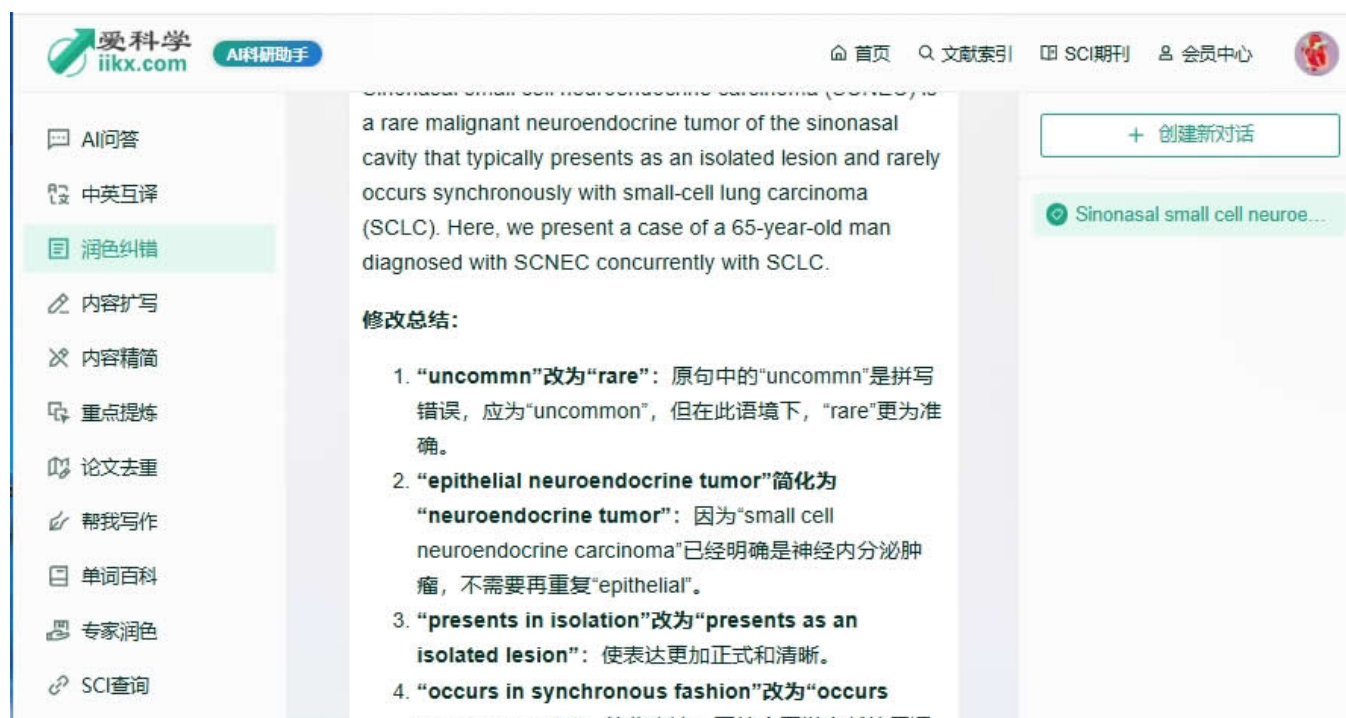 爱科学
iikx.com
AI科研助手
首页
文献索引
SCI期刊
会员中心
AI问答
中英互译
润色纠错
内容扩写
内容精简
重点提炼
论文去重
帮我写作
单词百科
专家润色
SCI查询
Sinonasal small cell neuroendocrine carcinoma (SCNEC) is
a rare malignant neuroendocrine tumor of the sinonasal
cavity that typically presents as an isolated lesion and rarely
occurs synchronously with small-cell lung carcinoma
(SCLC). Here, we present a case of a 65-year-old man
diagnosed with SCNEC concurrently with SCLC.
修改总结：
1. “uncommn”改为“rare”：原句中的“uncommn”是拼写
错误，应为“uncommon”，但在此语境下，“rare”更为准
确。
2. “epithelial neuroendocrine tumor”简化为
“neuroendocrine tumor”：因为“small cell
neuroendocrine carcinoma”已经明确是神经内分泌肿
瘤，不需要再重复“epithelial”。
3. “presents in isolation”改为“presents as an
isolated lesion”：使表达更加正式和清晰。
4. “occurs in synchronous fashion”改为“occurs
+ 创建新对话
Sinonasal small cell neuroe...